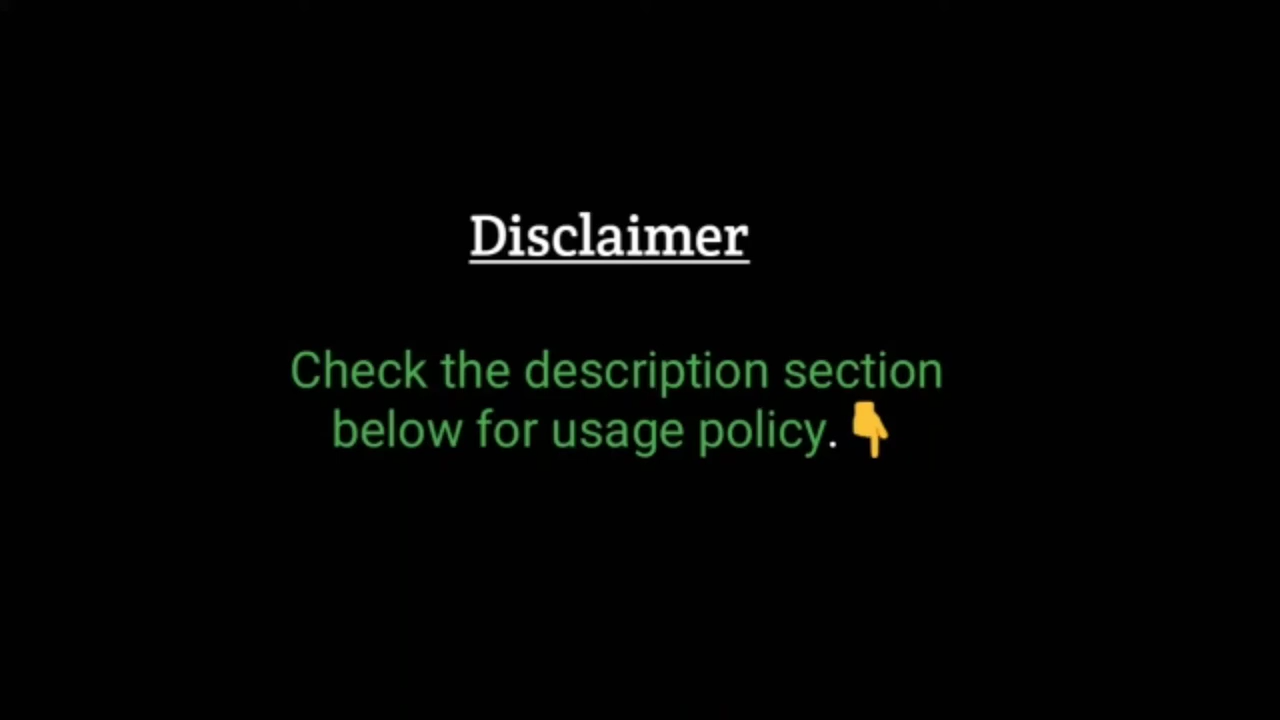 Disclaimer
Check the description section
below for usage policy. 👇